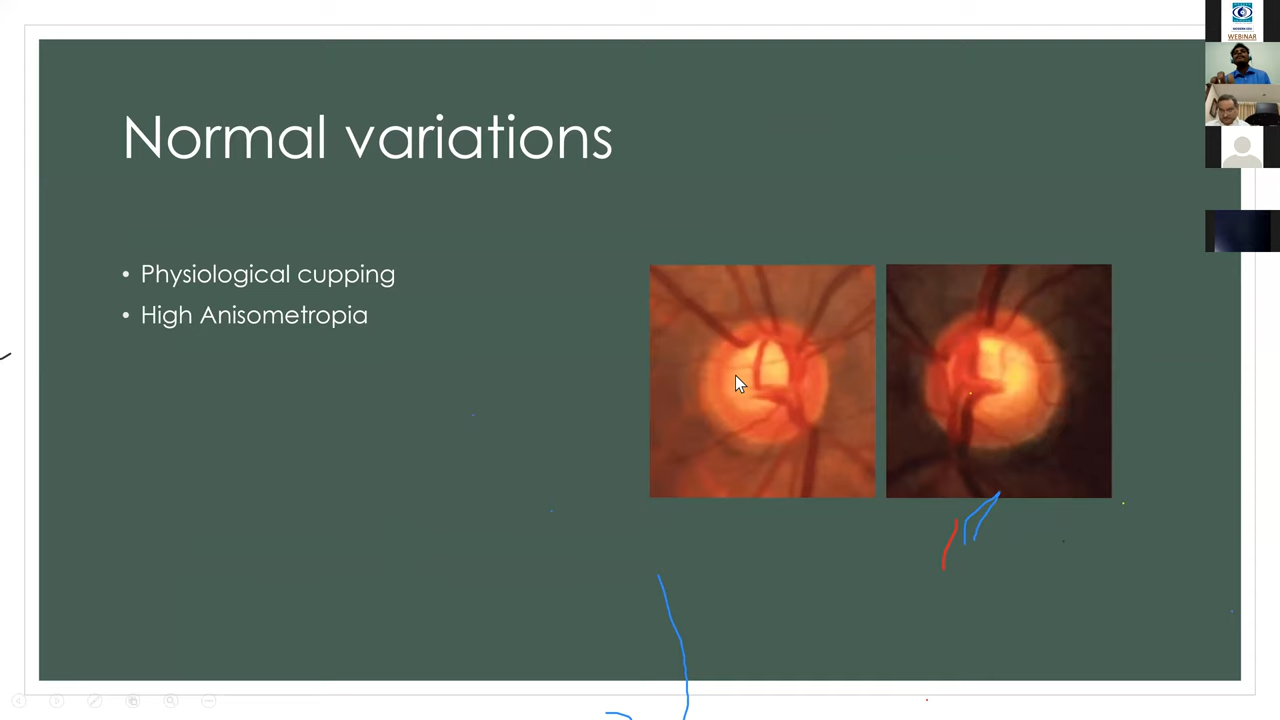 Normal variations
• Physiological cupping
• High Anisometropia
WEBINAR